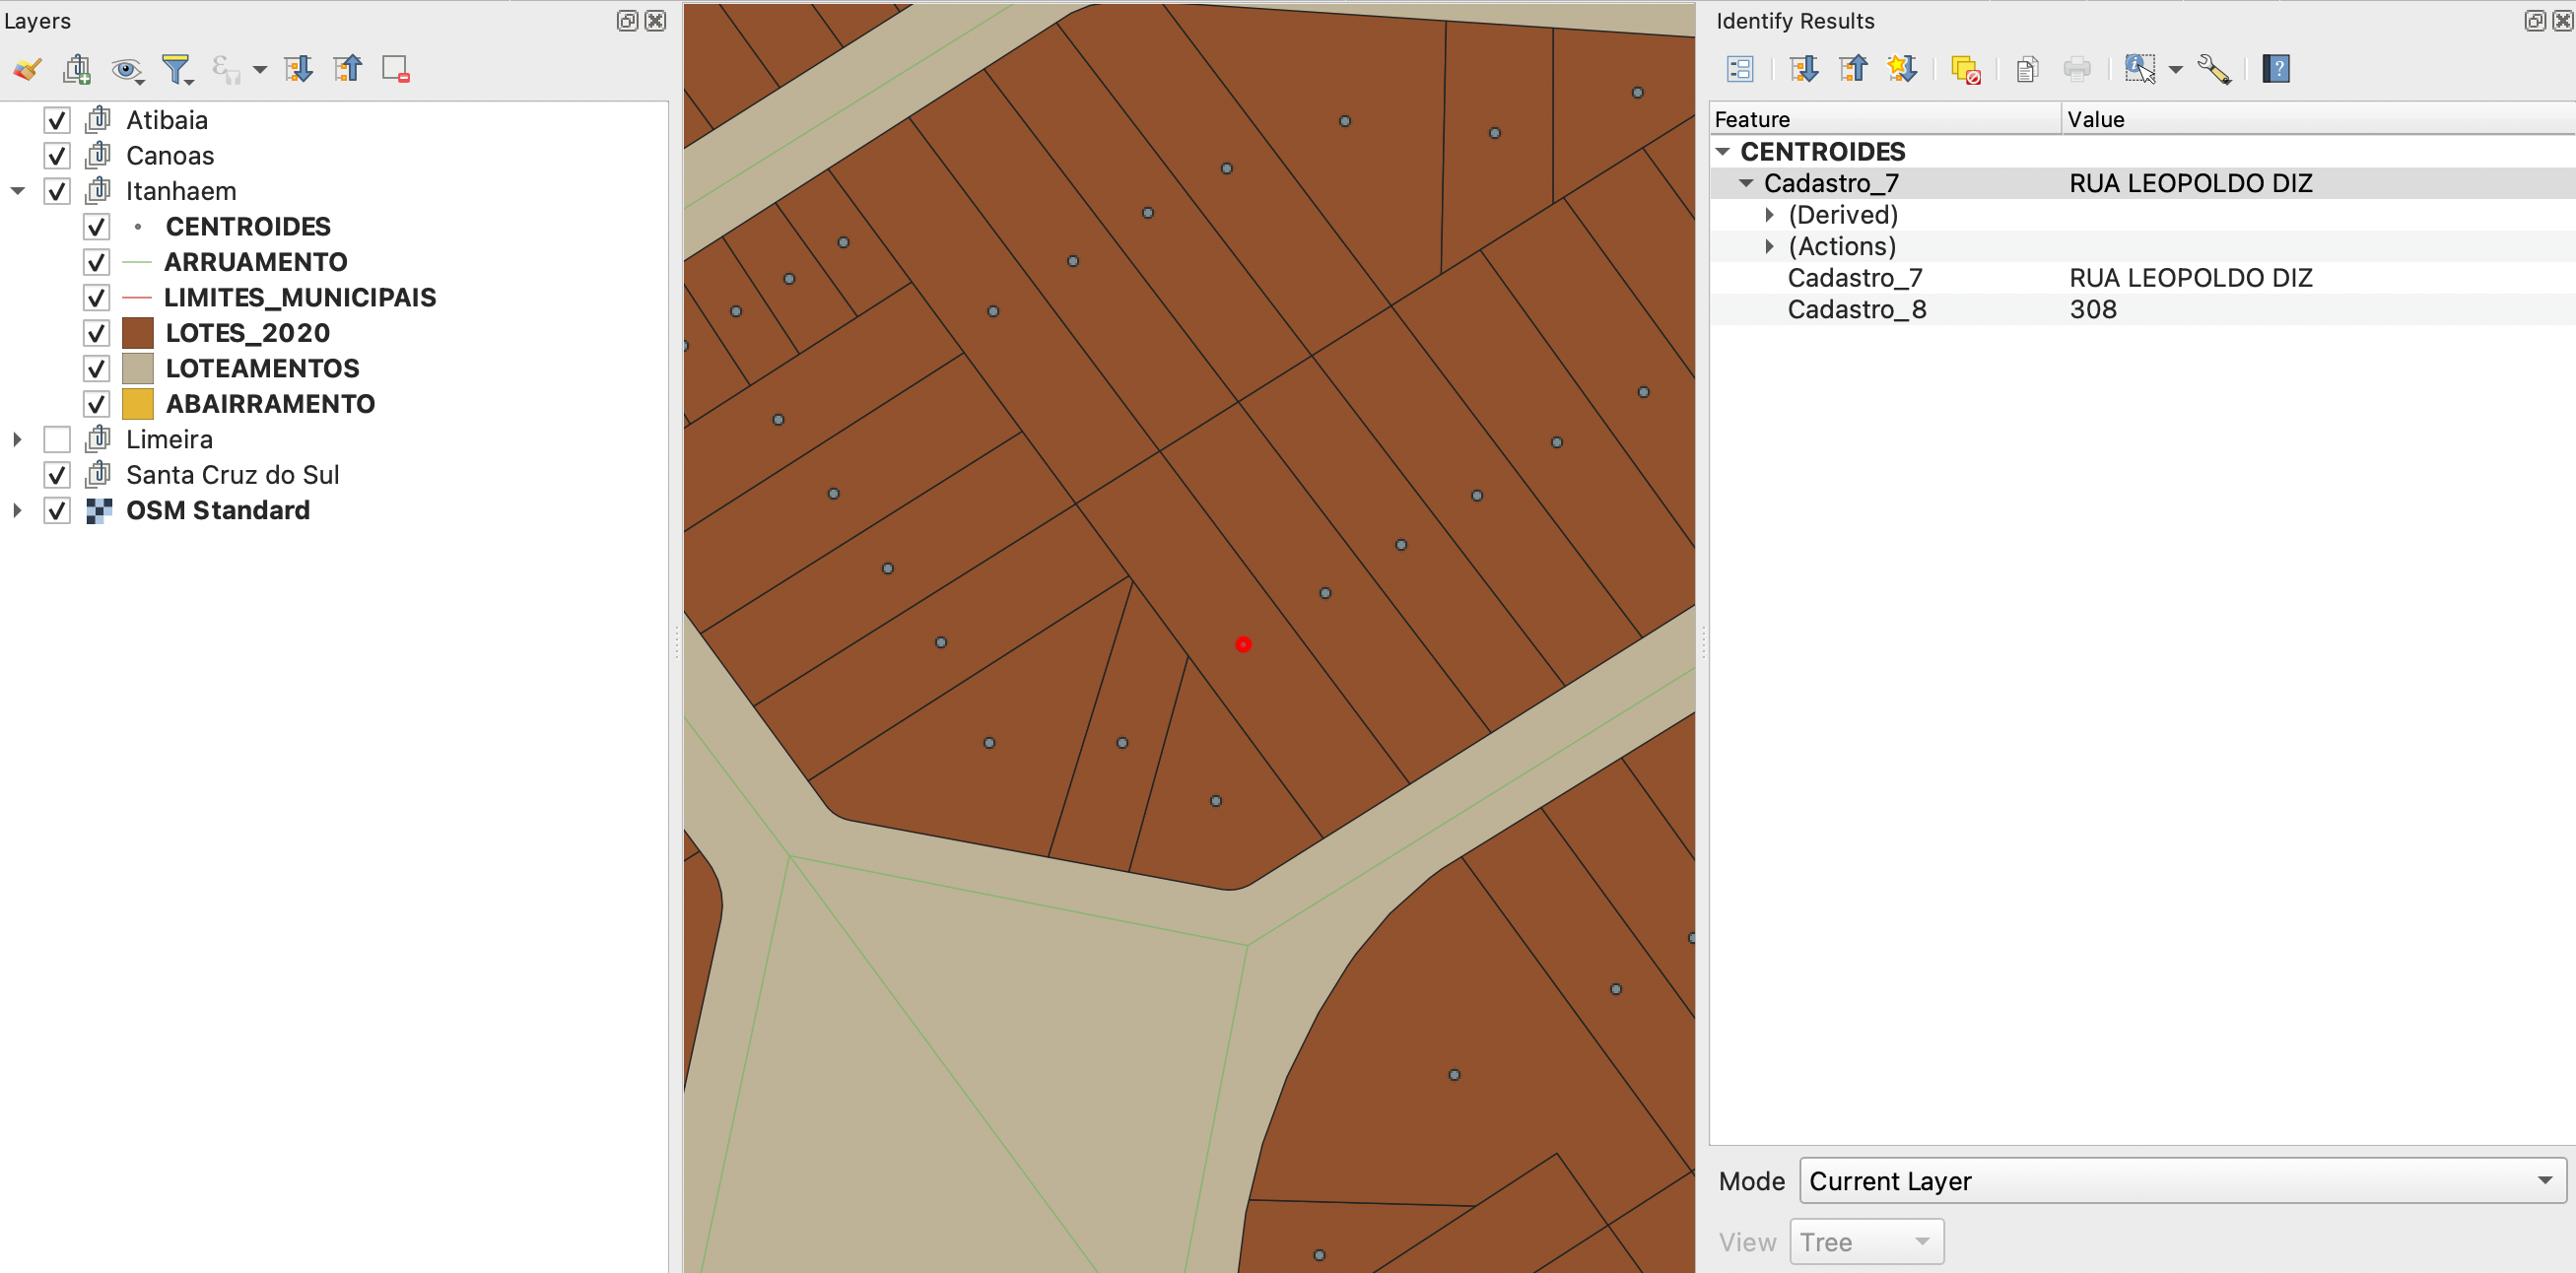 Layers
Atibaia
Canoas
Itanhaem
CENTROIDES
ARRUAMENTO
LIMITES_MUNICIPAIS
LOTES_2020
LOTEAMENTOS
ABAIRRAMENTO
Limeira
Santa Cruz do Sul
OSM Standard
Identify Results
Feature Value
CENTROIDES
Cadastro_7 RUA LEOPOLDO DIZ
(Derived)
(Actions)
Cadastro_7 RUA LEOPOLDO DIZ
Cadastro_8 308
Mode Current Layer
View Tree